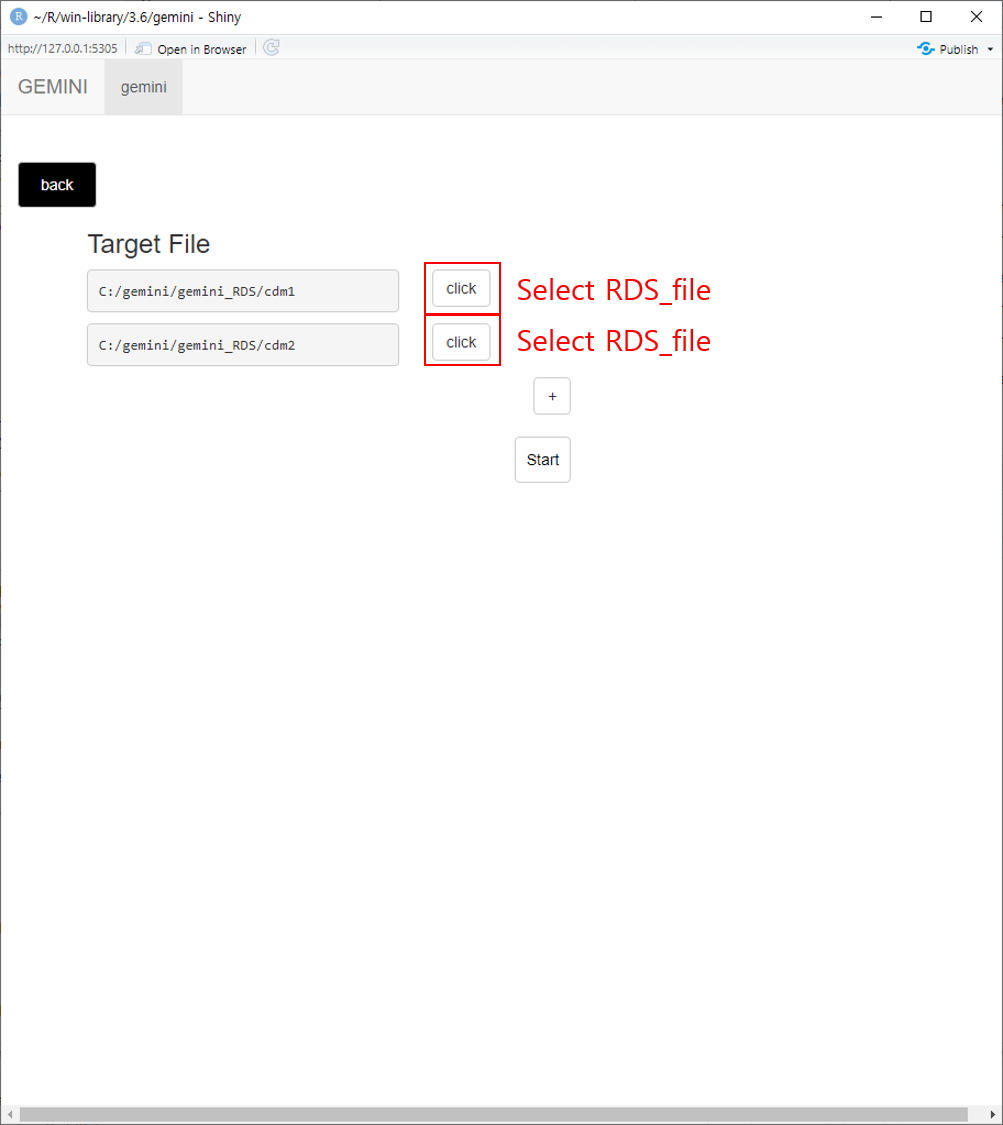 ~/R/win-library/3.6/gemini - Shiny
http://127.0.0.1:5305 Open in Browser Publish
GEMINI gemini
back
Target File
C:/gemini/gemini_RDS/cdm1 click Select RDS_file
C:/gemini/gemini_RDS/cdm2 click Select RDS_file
+
Start